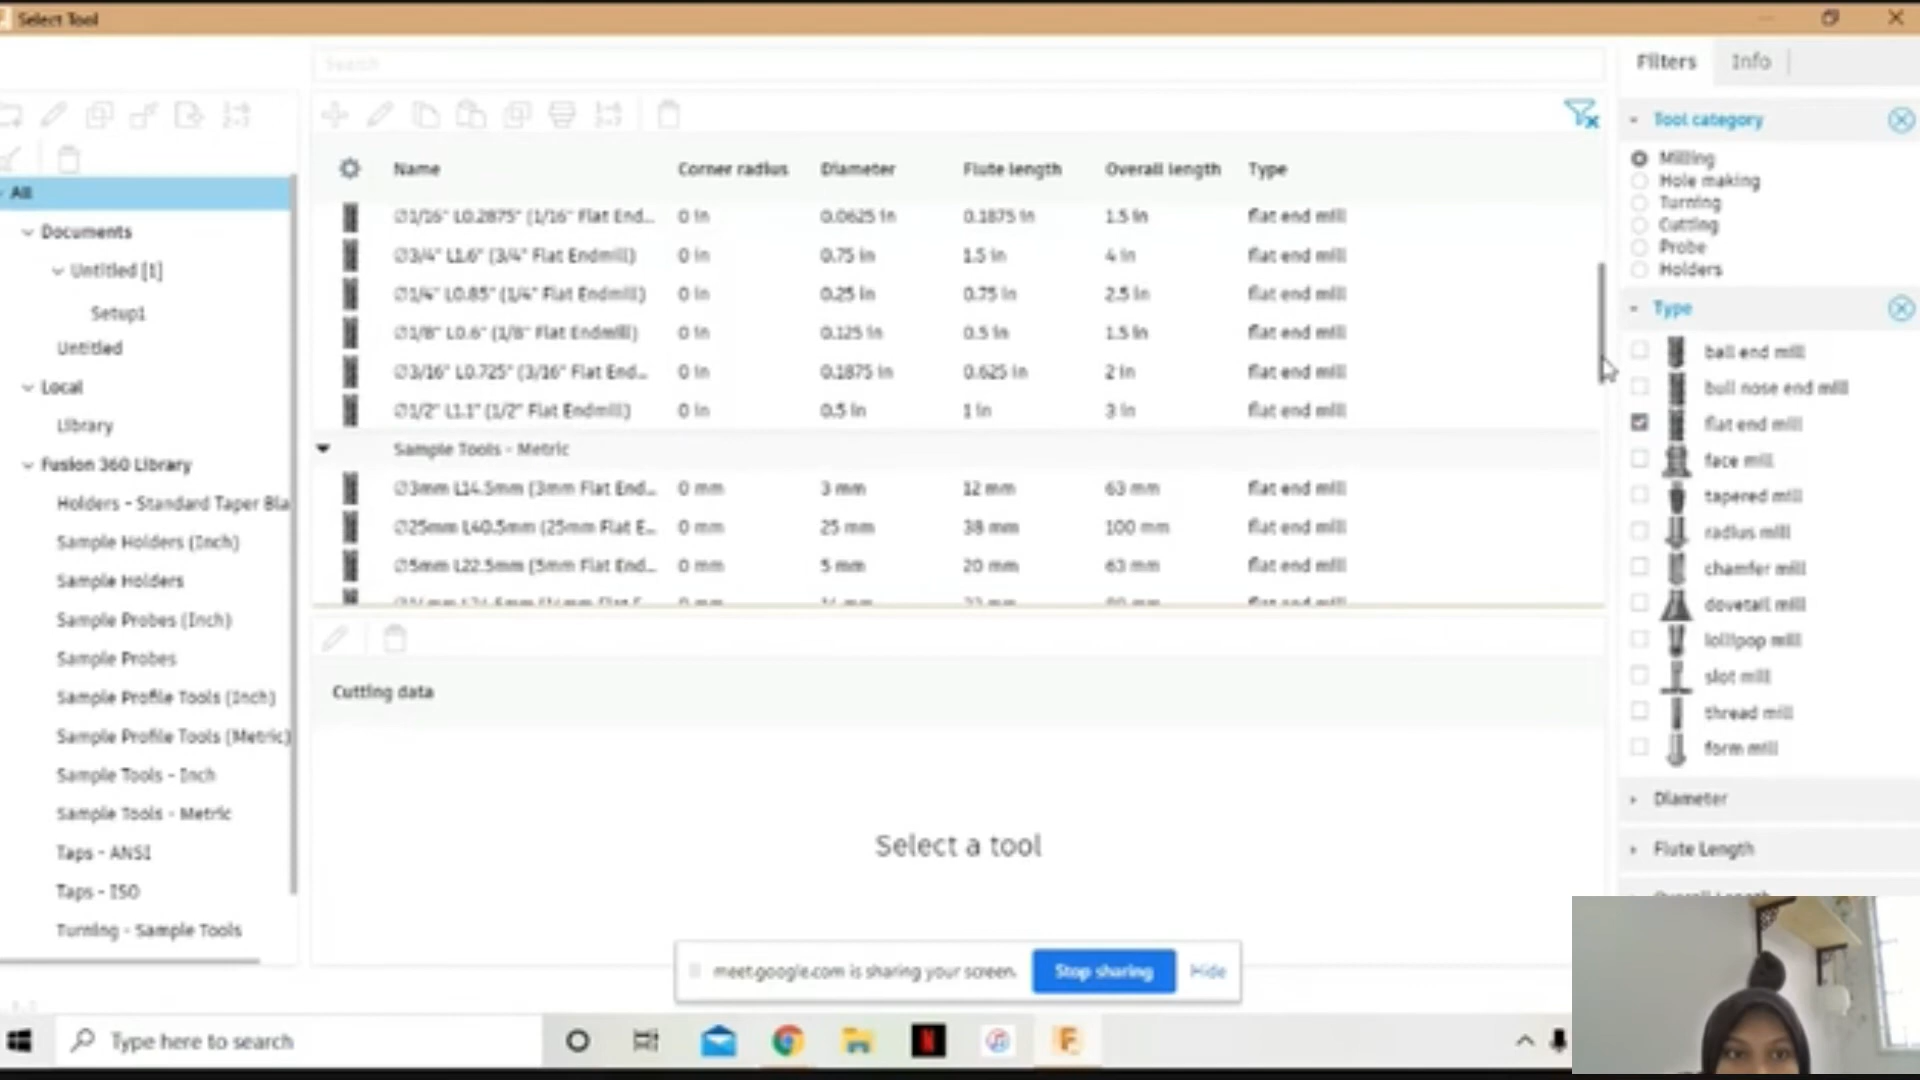 Select Tool
Search
Filters
Info
Name Corner radius Diameter Flute length Overall length Type
∅1/16" L0.2875" (1/16" Flat End... 0 in 0.0625 in 0.1875 in 1.5 in flat end mill
∅3/4" L1.6" (3/4" Flat Endmill) 0 in 0.75 in 1.5 in 4 in flat end mill
∅1/4" L0.85" (1/4" Flat Endmill) 0 in 0.25 in 0.75 in 2.5 in flat end mill
∅1/8" L0.6" (1/8" Flat Endmill) 0 in 0.125 in 0.5 in 1.5 in flat end mill
∅3/16" L0.725" (3/16" Flat End... 0 in 0.1875 in 0.625 in 2 in flat end mill
∅1/2" L1.1" (1/2" Flat Endmill) 0 in 0.5 in 1 in 3 in flat end mill
Sample Tools - Metric
∅3mm L14.5mm (3mm Flat End... 0 mm 3 mm 12 mm 63 mm flat end mill
∅25mm L40.5mm (25mm Flat E... 0 mm 25 mm 38 mm 100 mm flat end mill
∅5mm L22.5mm (5mm Flat End... 0 mm 5 mm 20 mm 63 mm flat end mill
All
Documents
Untitled [1]
Setup1
Untitled
Local
Library
Fusion 360 Library
Holders - Standard Taper Bla
Sample Holders (Inch)
Sample Holders
Sample Probes (Inch)
Sample Probes
Sample Profile Tools (Inch)
Sample Profile Tools (Metric)
Sample Tools - Inch
Sample Tools - Metric
Taps - ANSI
Taps - ISO
Turning - Sample Tools
Cutting data
Select a tool
Tool category
Milling
Hole making
Turning
Cutting
Probe
Holders
Type
ball end mill
bull nose end mill
flat end mill
face mill
tapered mill
radius mill
chamfer mill
dovetail mill
lollipop mill
slot mill
thread mill
form mill
Diameter
Flute Length
meet.google.com is sharing your screen.
Stop sharing
Hide
Type here to search